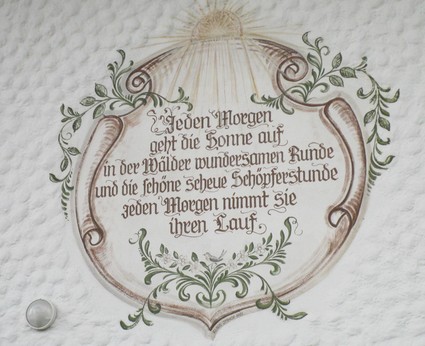 Jeden Morgen
geht die Sonne auf
in der Wälder wundersamen Runde
und die schöne scheue Schöpferstunde
jeden Morgen nimmt sie
ihren Lauf.